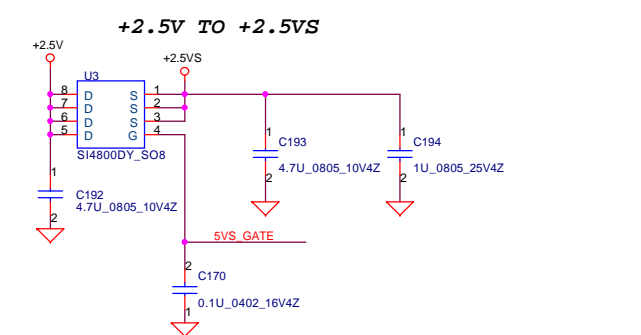 +2.5V TO +2.5VS
+2.5V
+2.5VS
U3
8 D S 1
7 D S 2
6 D S 3
5 D G 4
SI4800DY_SO8
1
C193
4.7U_0805_10V4Z
2
1
C194
1U_0805_25V4Z
2
1
C192
4.7U_0805_10V4Z
2
5VS_GATE
2
C170
0.1U_0402_16V4Z
1